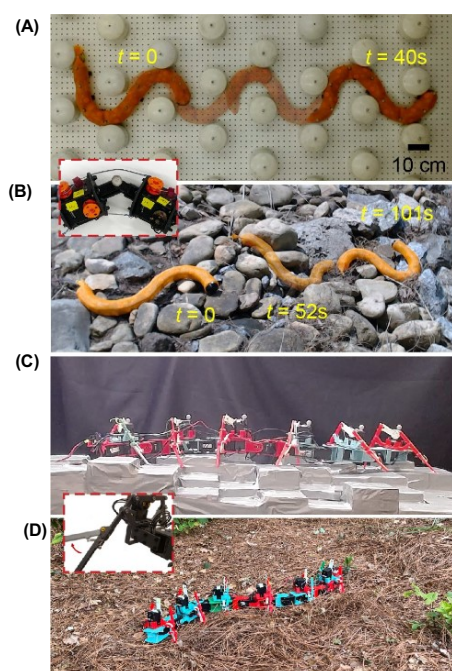 (A)
t = 0
t = 40s
10 cm
(B)
t = 101s
t = 0
t = 52s
(C)
(D)